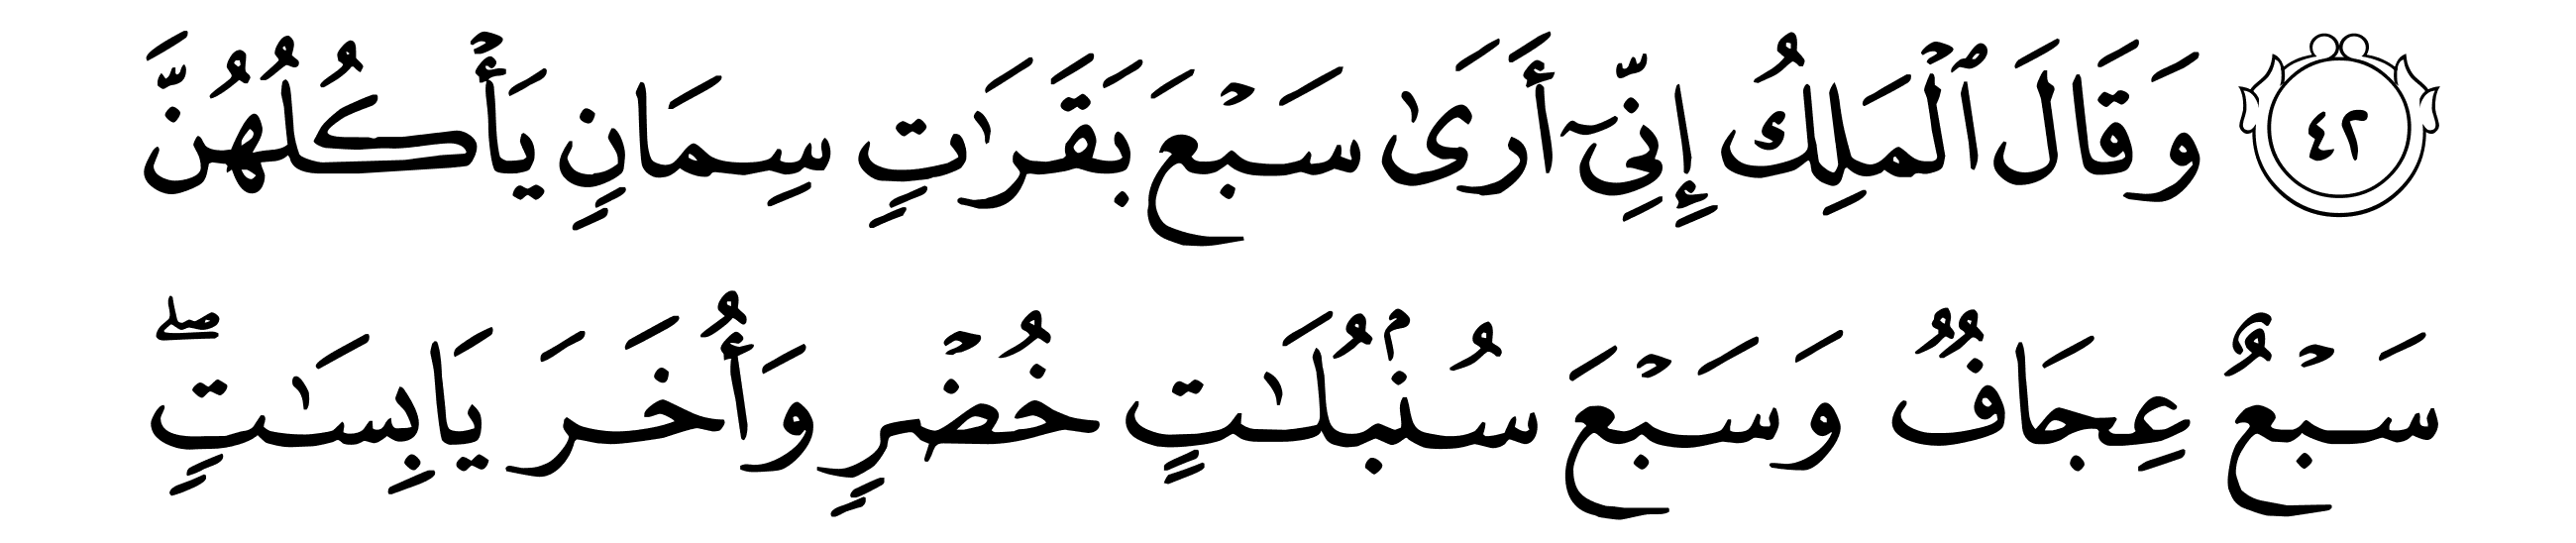 ٤٢ وَقَالَ ٱلۡمَلِكُ إِنِّيٓ أَرَىٰ سَبۡعَ بَقَرَٰتٖ سِمَانٖ يَأۡكُلُهُنَّ
سَبۡعٌ عِجَافٞ وَسَبۡعَ سُنۢبُلَٰتٍ خُضۡرٖ وَأُخَرَ يَابِسَٰتٖۖ